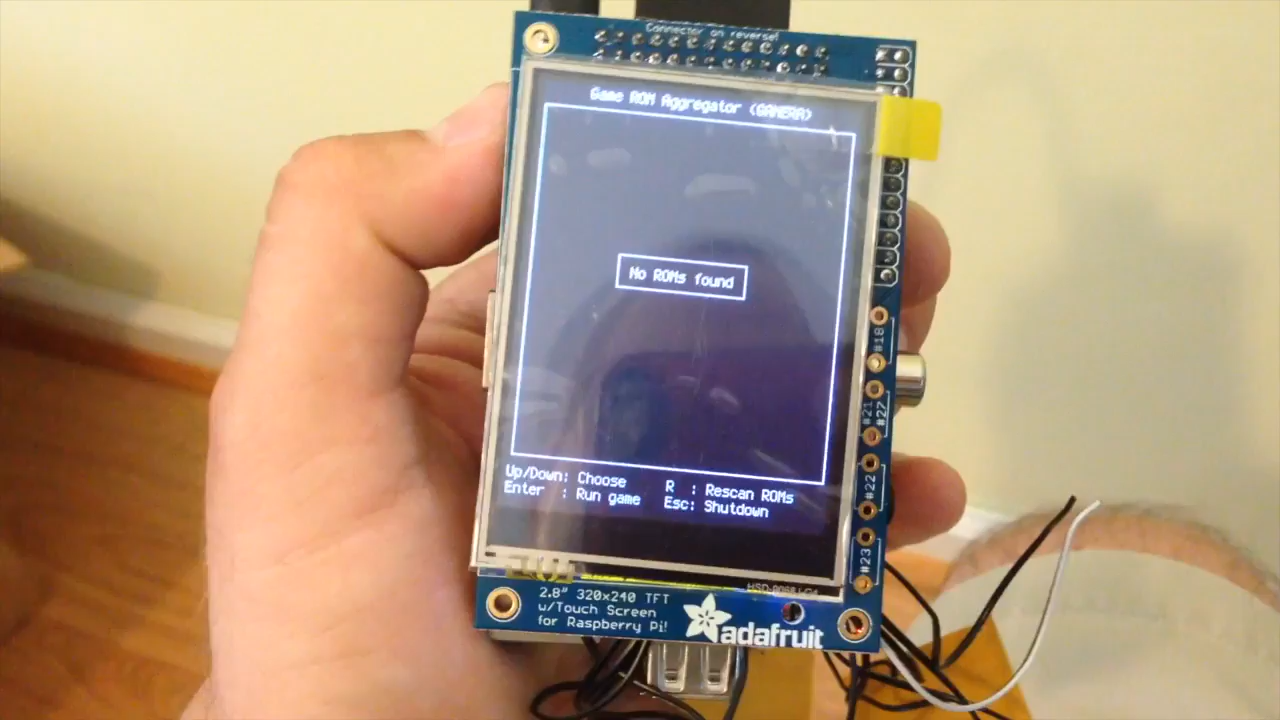 Connector on reverse!
Game ROM Aggregator (GAMERA)
No ROMs found
Up/Down: Choose R : Rescan ROMs
Enter : Run game Esc: Shutdown
#18
#21 #27
#22
#23
2.8" 320x240 TFT
w/Touch Screen
for Raspberry Pi!
adafruit